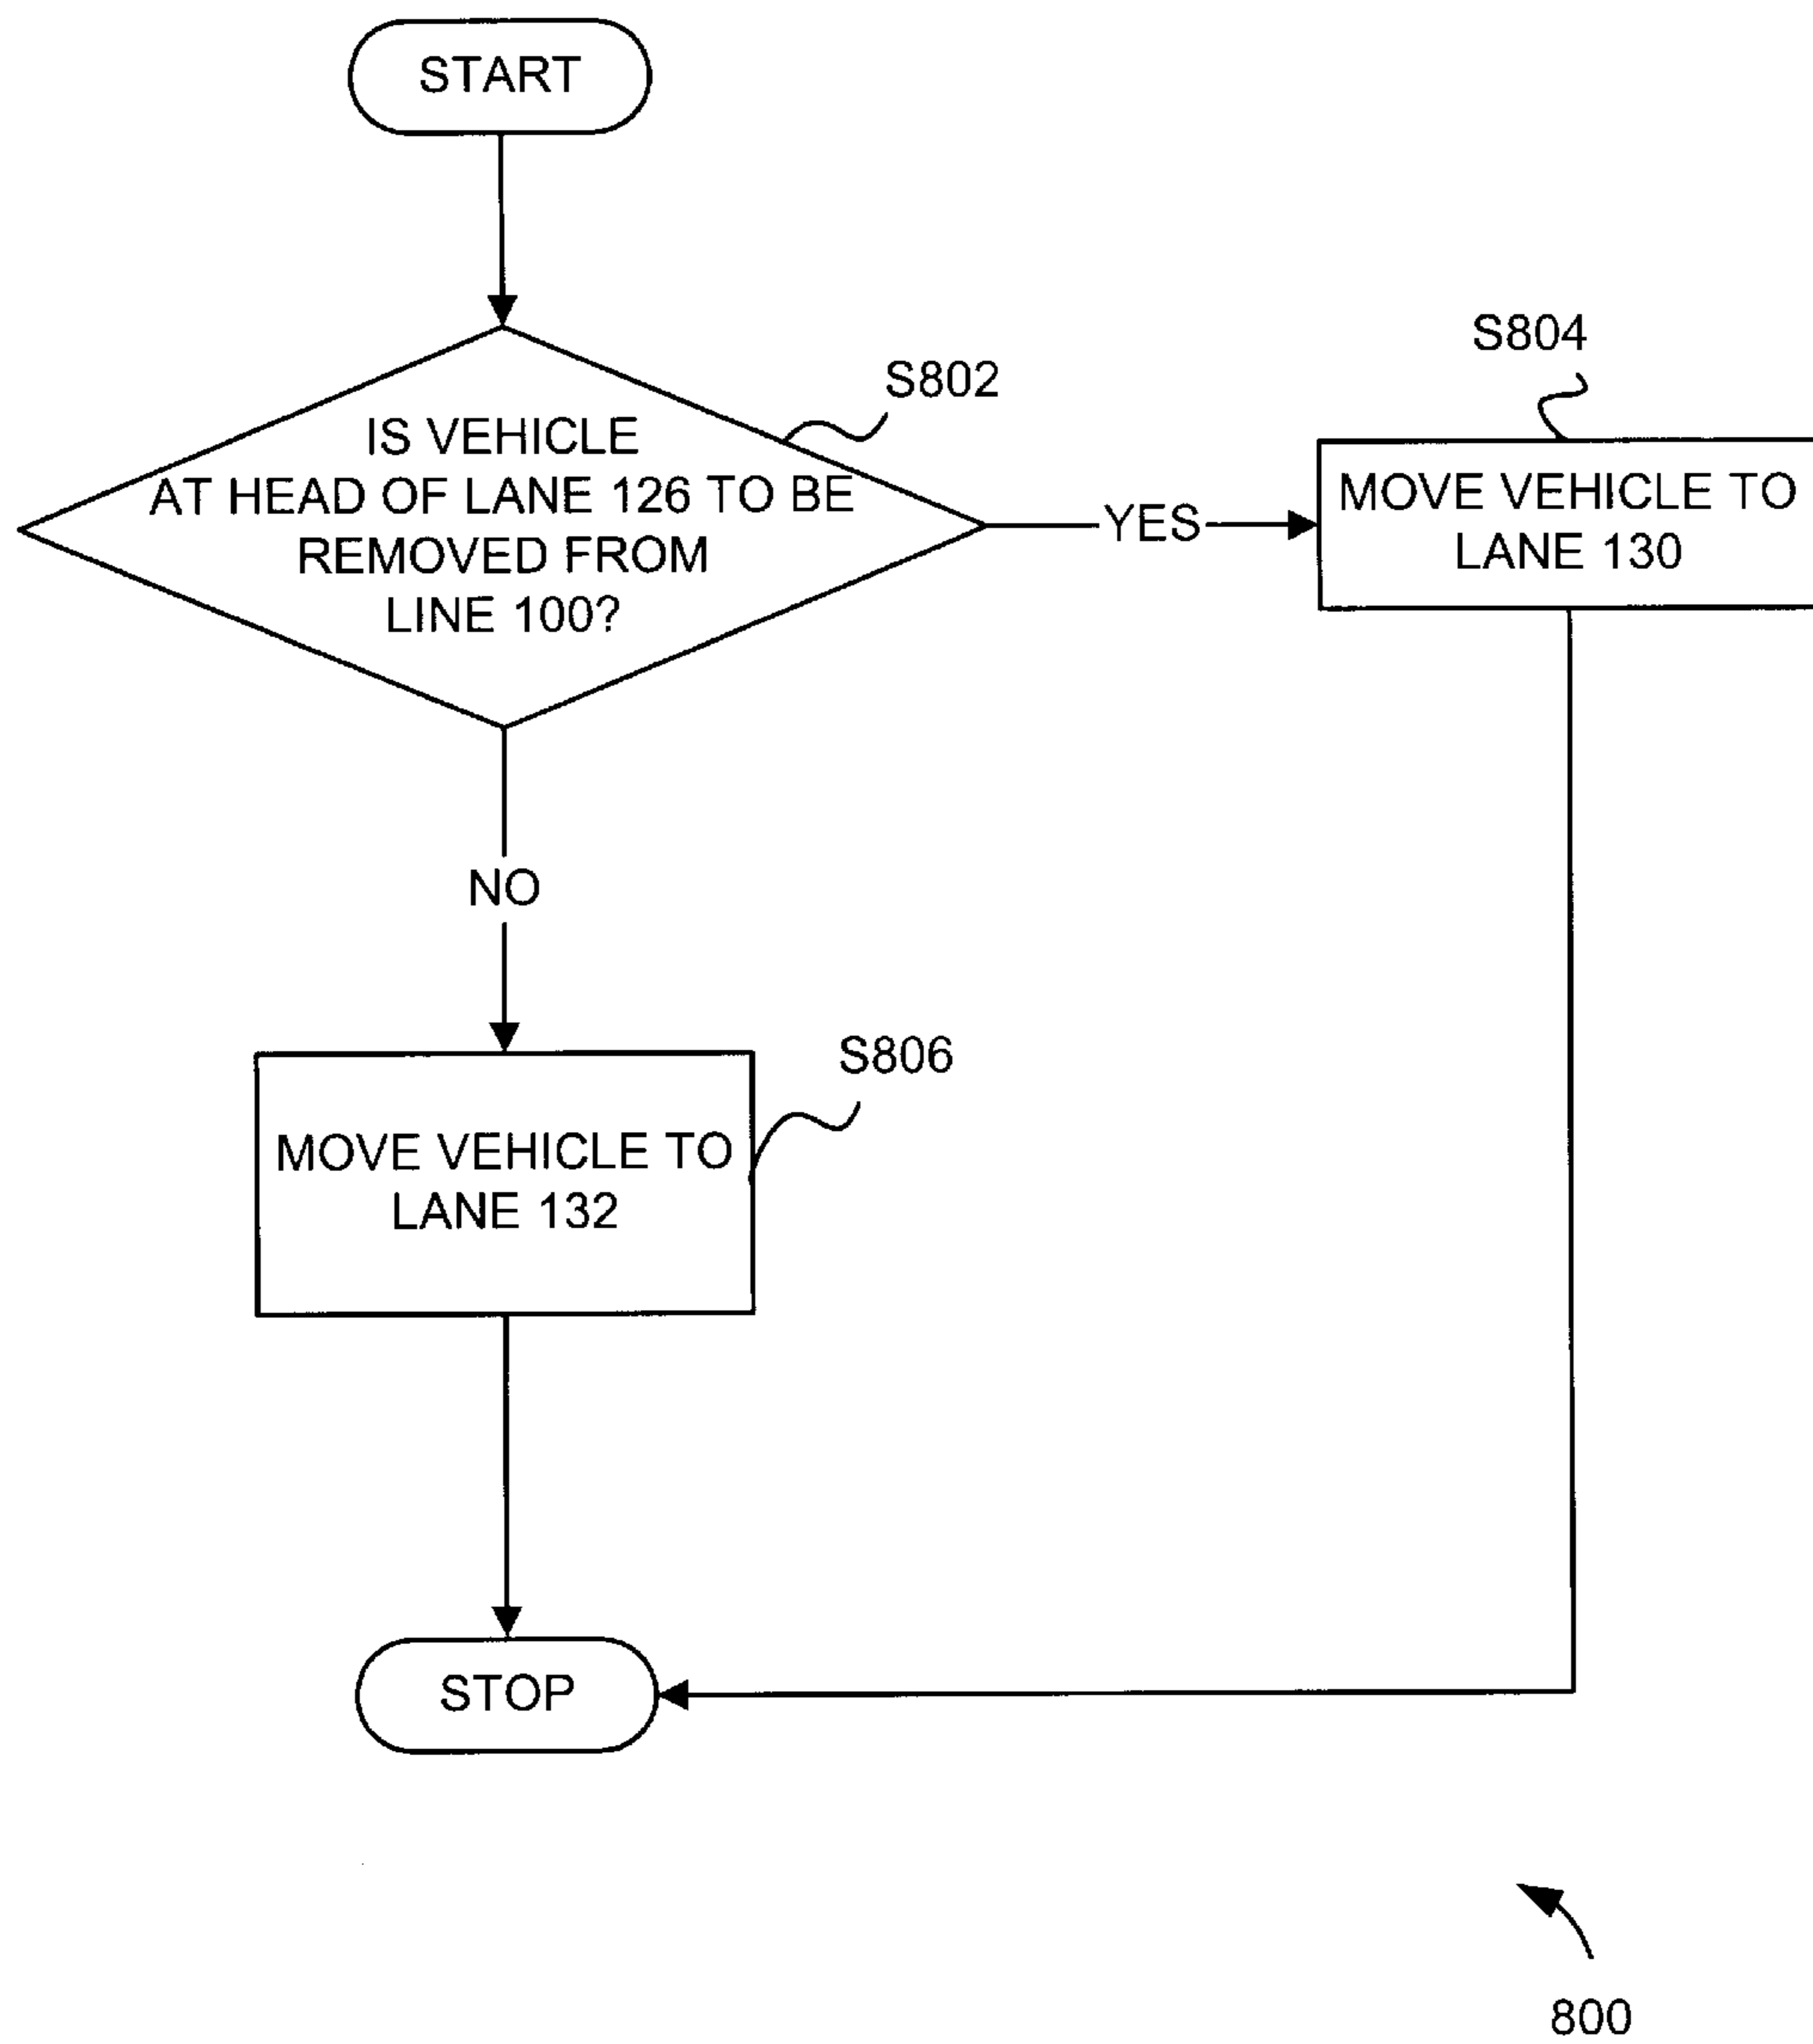 START
S802
IS VEHICLE
AT HEAD OF LANE 126 TO BE
REMOVED FROM
LINE 100?
YES
S804
MOVE VEHICLE TO
LANE 130
NO
S806
MOVE VEHICLE TO
LANE 132
STOP
800